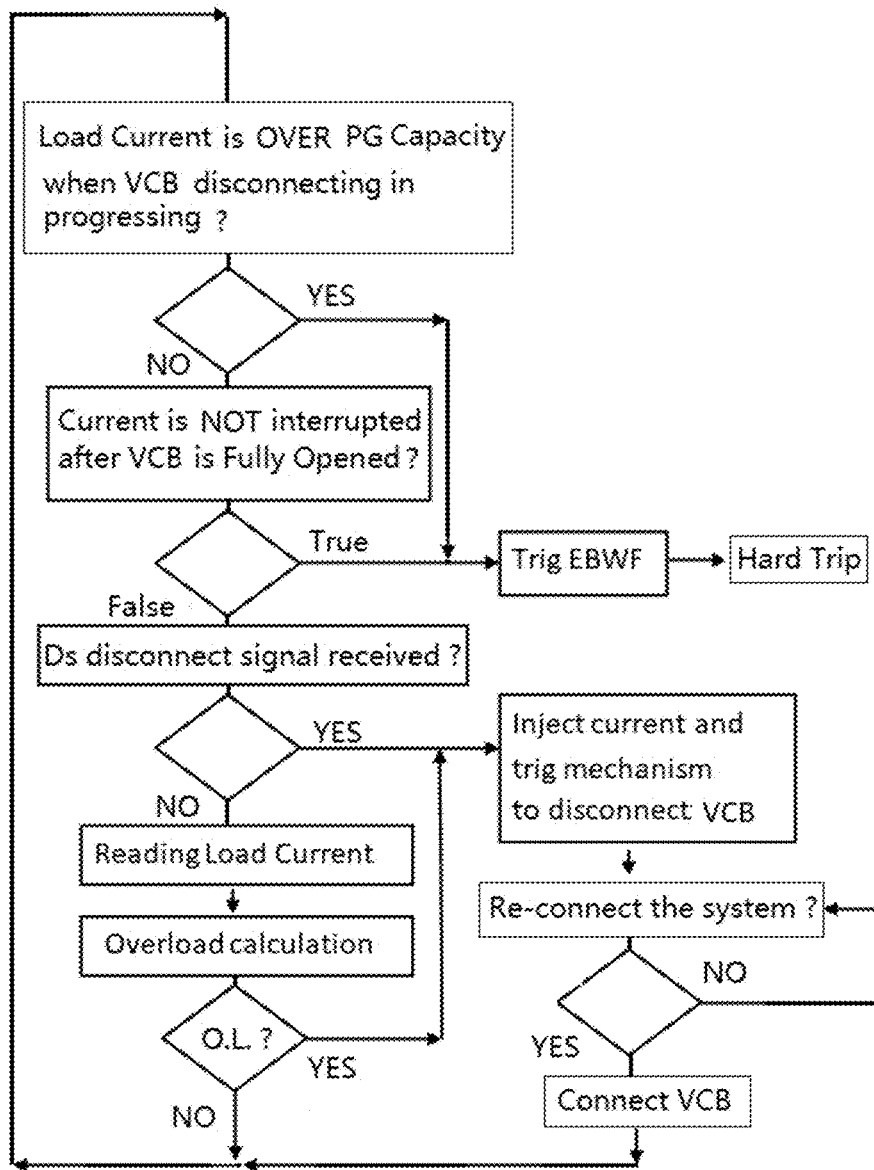 Load Current is OVER PG Capacity
when VCB disconnecting in
progressing ?
YES
NO
Current is NOT interrupted
after VCB is Fully Opened ?
True
Trig EBWF
Hard Trip
False
Ds disconnect signal received ?
YES
Inject current and
trig mechanism
to disconnect VCB
NO
Reading Load Current
Re-connect the system ?
Overload calculation
NO
O.L. ?
YES
YES
Connect VCB
NO